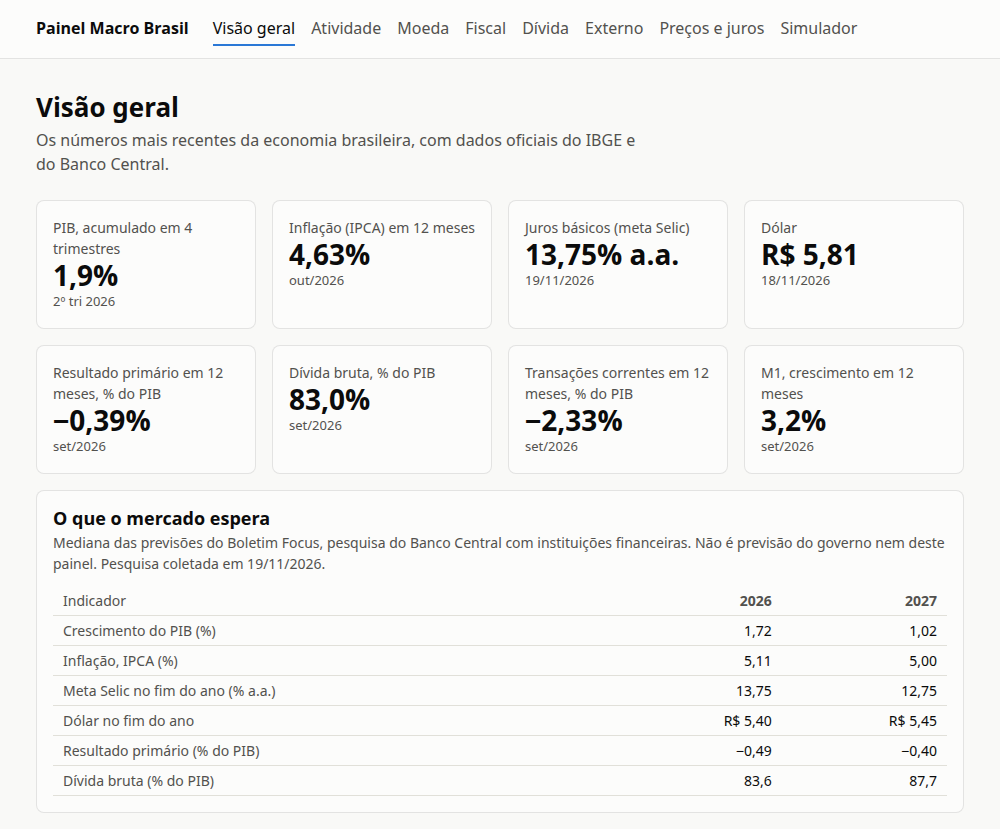 Painel Macro Brasil Visão geral Atividade Moeda Fiscal Dívida Externo Preços e juros Simulador
Visão geral
Os números mais recentes da economia brasileira, com dados oficiais do IBGE e
do Banco Central.
PIB, acumulado em 4
trimestres
1,9%
2º tri 2026
Inflação (IPCA) em 12 meses
4,63%
out/2026
Juros básicos (meta Selic)
13,75% a.a.
19/11/2026
Dólar
R$ 5,81
18/11/2026
Resultado primário em 12
meses, % do PIB
−0,39%
set/2026
Dívida bruta, % do PIB
83,0%
set/2026
Transações correntes em 12
meses, % do PIB
−2,33%
set/2026
M1, crescimento em 12
meses
3,2%
set/2026
O que o mercado espera
Mediana das previsões do Boletim Focus, pesquisa do Banco Central com instituições financeiras. Não é previsão do governo nem deste
painel. Pesquisa coletada em 19/11/2026.
Indicador 2026 2027
Crescimento do PIB (%) 1,72 1,02
Inflação, IPCA (%) 5,11 5,00
Meta Selic no fim do ano (% a.a.) 13,75 12,75
Dólar no fim do ano R$ 5,40 R$ 5,45
Resultado primário (% do PIB) −0,49 −0,40
Dívida bruta (% do PIB) 83,6 87,7